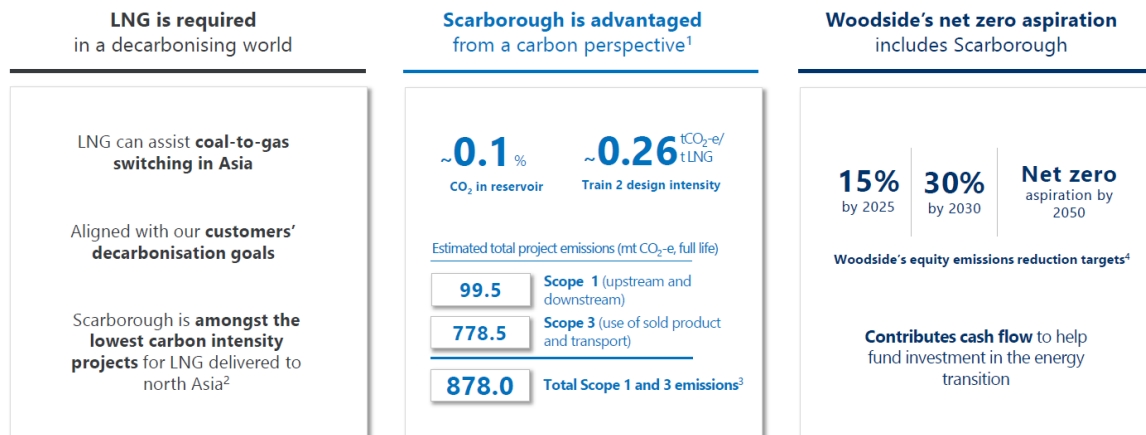 LNG is required
in a decarbonising world
LNG can assist coal-to-gas
switching in Asia
Aligned with our customers'
decarbonisation goals
Scarborough is amongst the
lowest carbon intensity
projects for LNG delivered to
north Asia²
Scarborough is advantaged
from a carbon perspective¹
~0.1 %
CO₂ in reservoir
~0.26 tCO₂-e/
t LNG
Train 2 design intensity
Estimated total project emissions (mt CO₂-e, full life)
99.5 Scope 1 (upstream and
downstream)
778.5 Scope 3 (use of sold product
and transport)
878.0 Total Scope 1 and 3 emissions³
Woodside's net zero aspiration
includes Scarborough
15%
by 2025
30%
by 2030
Net zero
aspiration by
2050
Woodside's equity emissions reduction targets⁴
Contributes cash flow to help
fund investment in the energy
transition